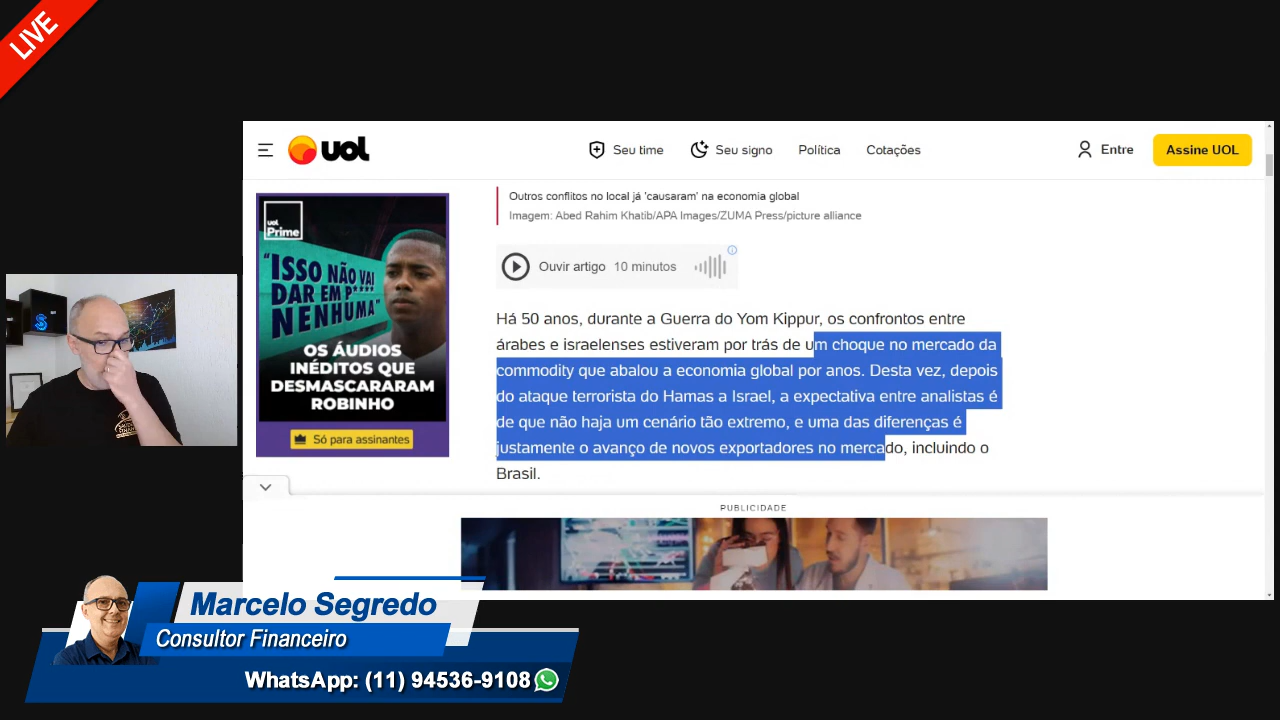 LIVE
UOL
Seu time
Seu signo
Política
Cotações
Entre
Assine UOL
Outros conflitos no local já 'causaram' na economia global
Imagem: Abed Rahim Khatib/APA Images/ZUMA Press/picture alliance
Ouvir artigo 10 minutos
Há 50 anos, durante a Guerra do Yom Kippur, os confrontos entre
árabes e israelenses estiveram por trás de um choque no mercado da
commodity que abalou a economia global por anos. Desta vez, depois
do ataque terrorista do Hamas a Israel, a expectativa entre analistas é
de que não haja um cenário tão extremo, e uma das diferenças é
justamente o avanço de novos exportadores no mercado, incluindo o
Brasil.
PUBLICIDADE
uol
Prime
"ISSO NÃO VAI
DAR EM P****
NENHUMA"
OS ÁUDIOS
INÉDITOS QUE
DESMASCARARAM
ROBINHO
Só para assinantes
Marcelo Segredo
Consultor Financeiro
WhatsApp: (11) 94536-9108